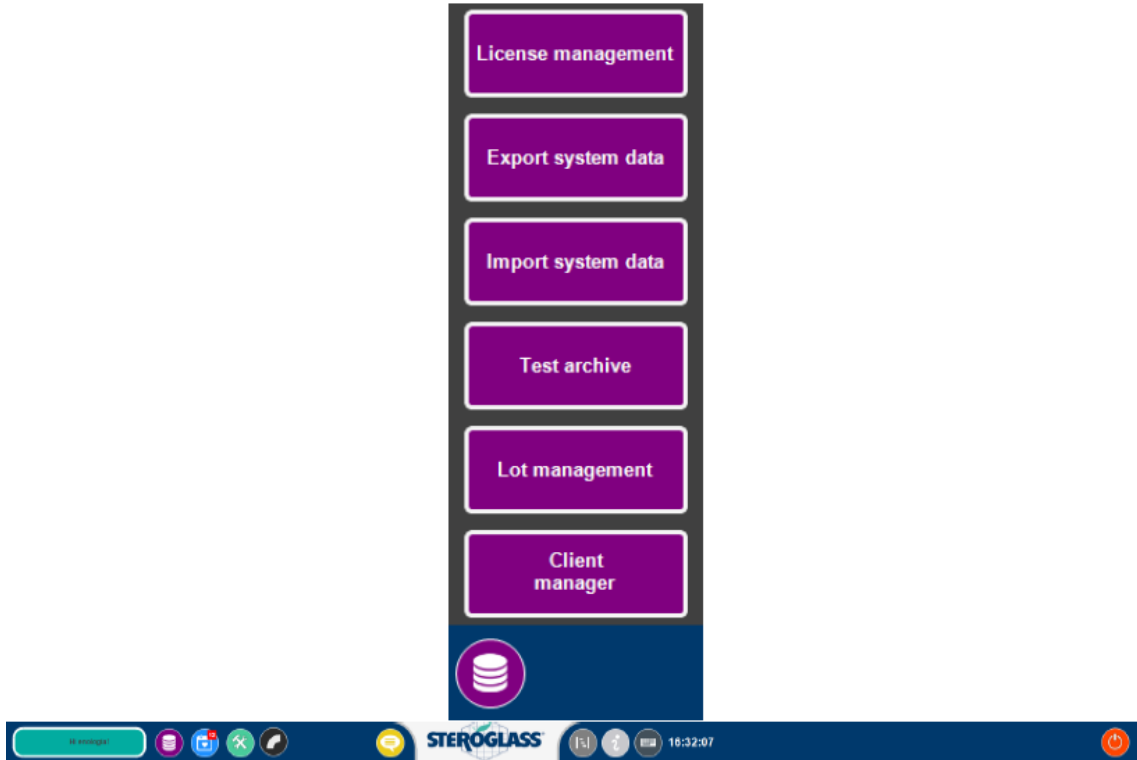 License management
Export system data
Import system data
Test archive
Lot management
Client
manager
STEROGLASS
16:32:07